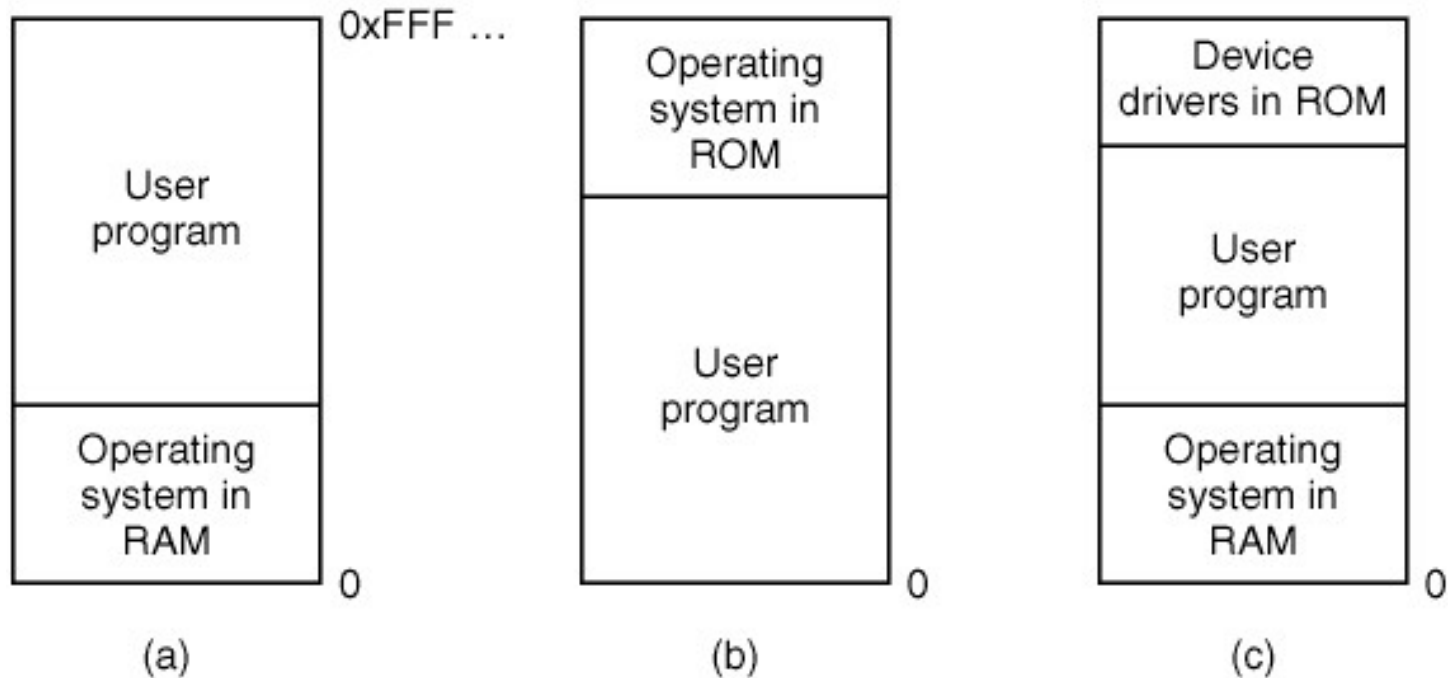 User
program
0xFFF ...
Operating
system in
RAM
0
(a)
Operating
system in
ROM
User
program
0
(b)
Device
drivers in ROM
User
program
Operating
system in
RAM
0
(c)